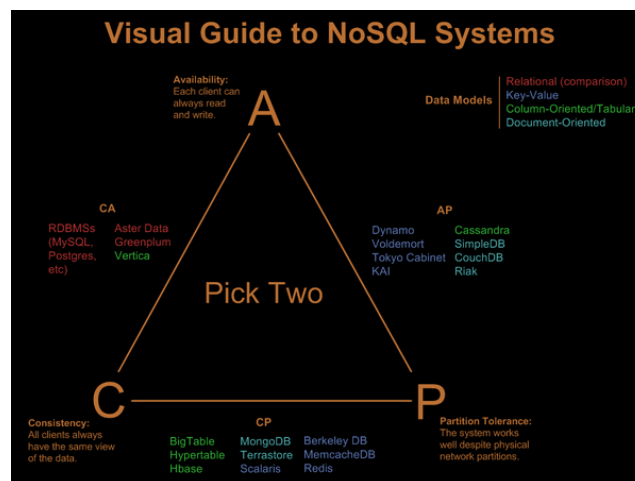 Visual Guide to NoSQL Systems
Availability:
Each client can
always read
and write.
A
Data Models
Relational (comparison)
Key-Value
Column-Oriented/Tabular
Document-Oriented
CA
RDBMSs
(MySQL,
Postgres,
etc)
Aster Data
Greenplum
Vertica
AP
Dynamo
Voldemort
Tokyo Cabinet
KAI
Cassandra
SimpleDB
CouchDB
Riak
Pick Two
C
P
Consistency:
All clients always
have the same view
of the data.
CP
BigTable
Hypertable
Hbase
MongoDB
Terrastore
Scalaris
Berkeley DB
MemcacheDB
Redis
Partition Tolerance:
The system works
well despite physical
network partitions.